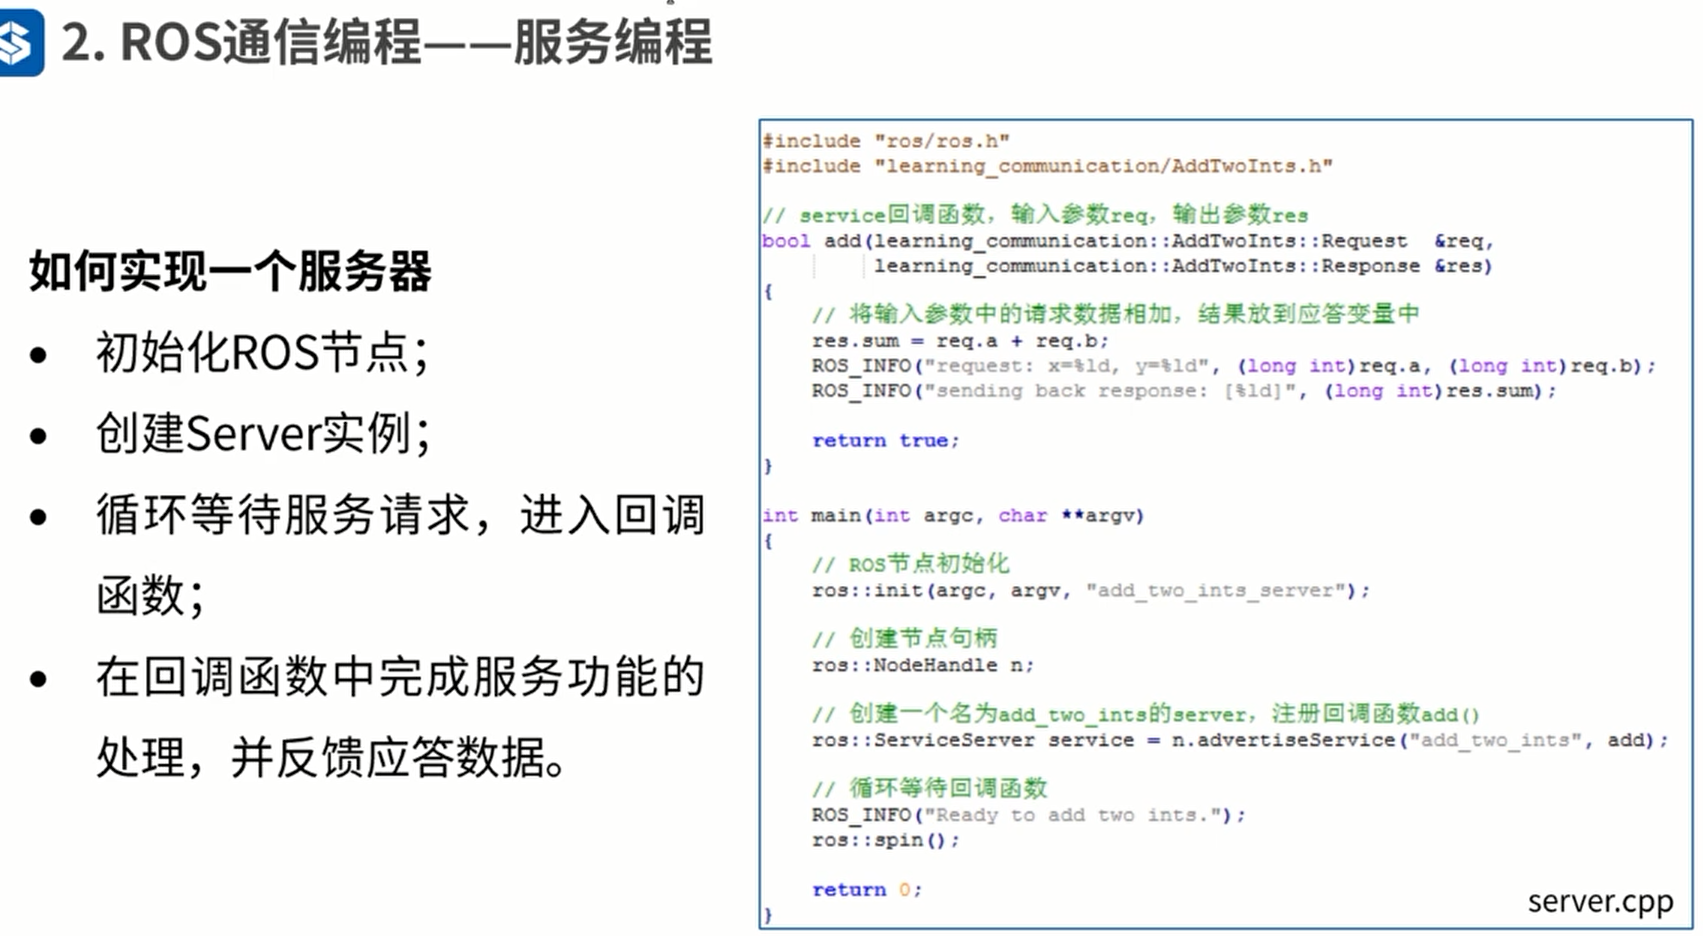 2. ROS通信编程——服务编程
如何实现一个服务器
• 初始化ROS节点；
• 创建Server实例；
• 循环等待服务请求，进入回调
函数；
• 在回调函数中完成服务功能的
处理，并反馈应答数据。
#include "ros/ros.h"
#include "learning_communication/AddTwoInts.h"
// service回调函数，输入参数req，输出参数res
bool add(learning_communication::AddTwoInts::Request  &req,
         learning_communication::AddTwoInts::Response &res)
{
    // 将输入参数中的请求数据相加，结果放到应答变量中
    res.sum = req.a + req.b;
    ROS_INFO("request: x=%ld, y=%ld", (long int)req.a, (long int)req.b);
    ROS_INFO("sending back response: [%ld]", (long int)res.sum);
    return true;
}
int main(int argc, char **argv)
{
    // ROS节点初始化
    ros::init(argc, argv, "add_two_ints_server");
    // 创建节点句柄
    ros::NodeHandle n;
    // 创建一个名为add_two_ints的server，注册回调函数add()
    ros::ServiceServer service = n.advertiseService("add_two_ints", add);
    // 循环等待回调函数
    ROS_INFO("Ready to add two ints.");
    ros::spin();
    return 0;
}
server.cpp